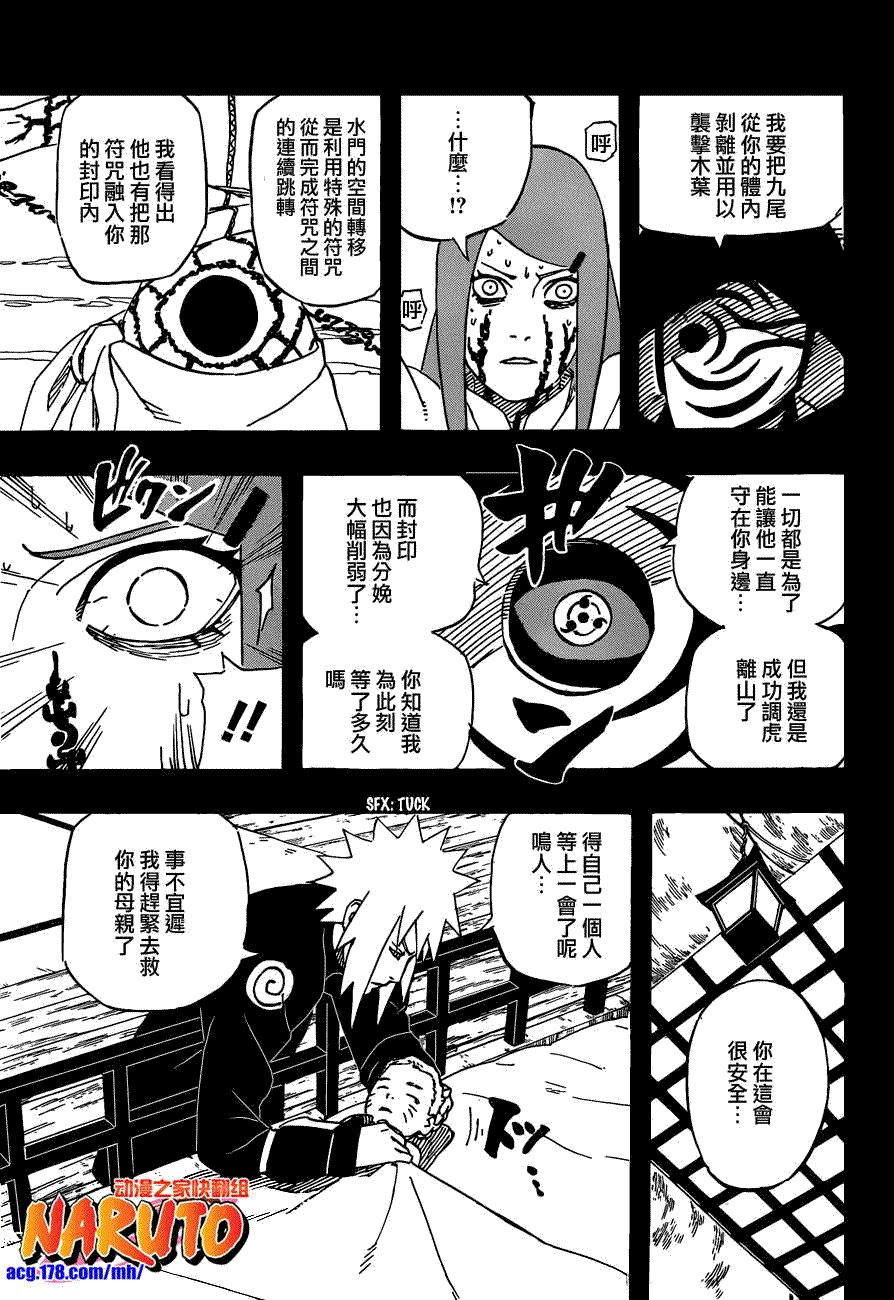 我要把九尾
從你的體內
剝離並用以
襲擊木葉
呼
…什麼…!?
呼
水門的空間轉移
是利用特殊的符咒
從而完成符咒之間
的連續跳轉
我看得出
他也有把那
符咒融入你
的封印內
一切都是為了
能讓他一直
守在你身邊…
但我還是
成功調虎
離山了
ギン
而封印
也因為分娩
大幅削弱了…
你知道我
為此刻
等了多久
嗎
ビクン
!!
SFX: TUCK
你在這會
很安全…
得自己一個人
等上一會了呢
鳴人…
ドッ
事不宜遲
我得趕緊去救
你的母親了
动漫之家快翻组
NARUTO
acg.178.com/mh/